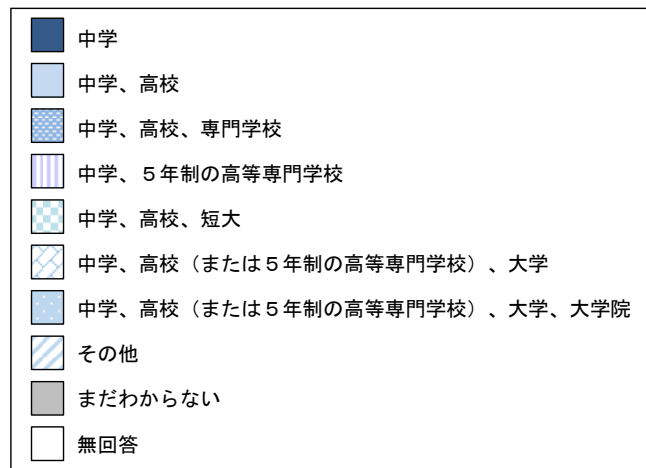 中学
中学、高校
中学、高校、専門学校
中学、５年制の高等専門学校
中学、高校、短大
中学、高校（または５年制の高等専門学校）、大学
中学、高校（または５年制の高等専門学校）、大学、大学院
その他
まだわからない
無回答